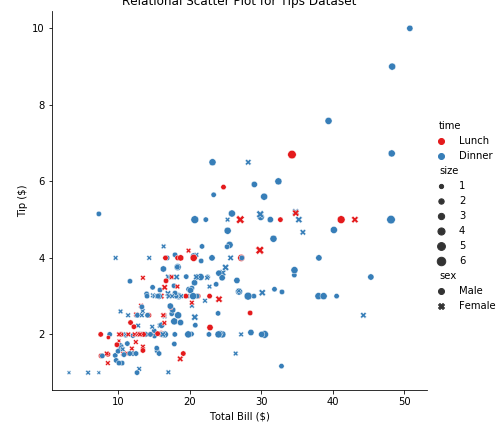 Relational Scatter Plot for Tips Dataset
10
8
6
4
2
Tip ($)
10
20
30
40
50
Total Bill ($)
time
Lunch
Dinner
size
1
2
3
4
5
6
sex
Male
Female